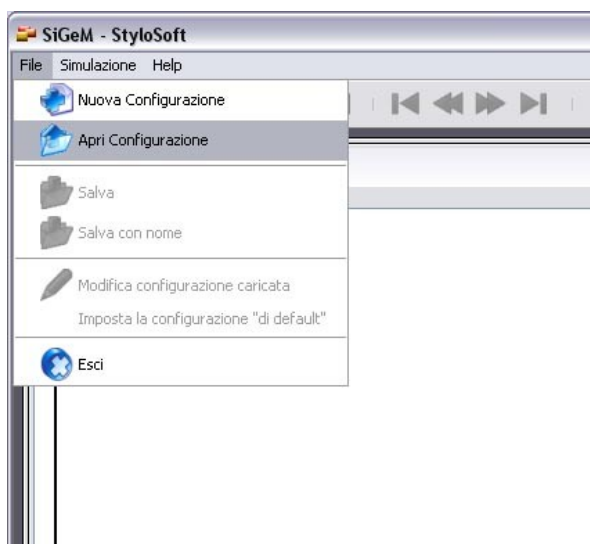 SiGeM - StyloSoft
File Simulazione Help
Nuova Configurazione
Apri Configurazione
Salva
Salva con nome
Modifica configurazione caricata
Imposta la configurazione "di default"
Esci